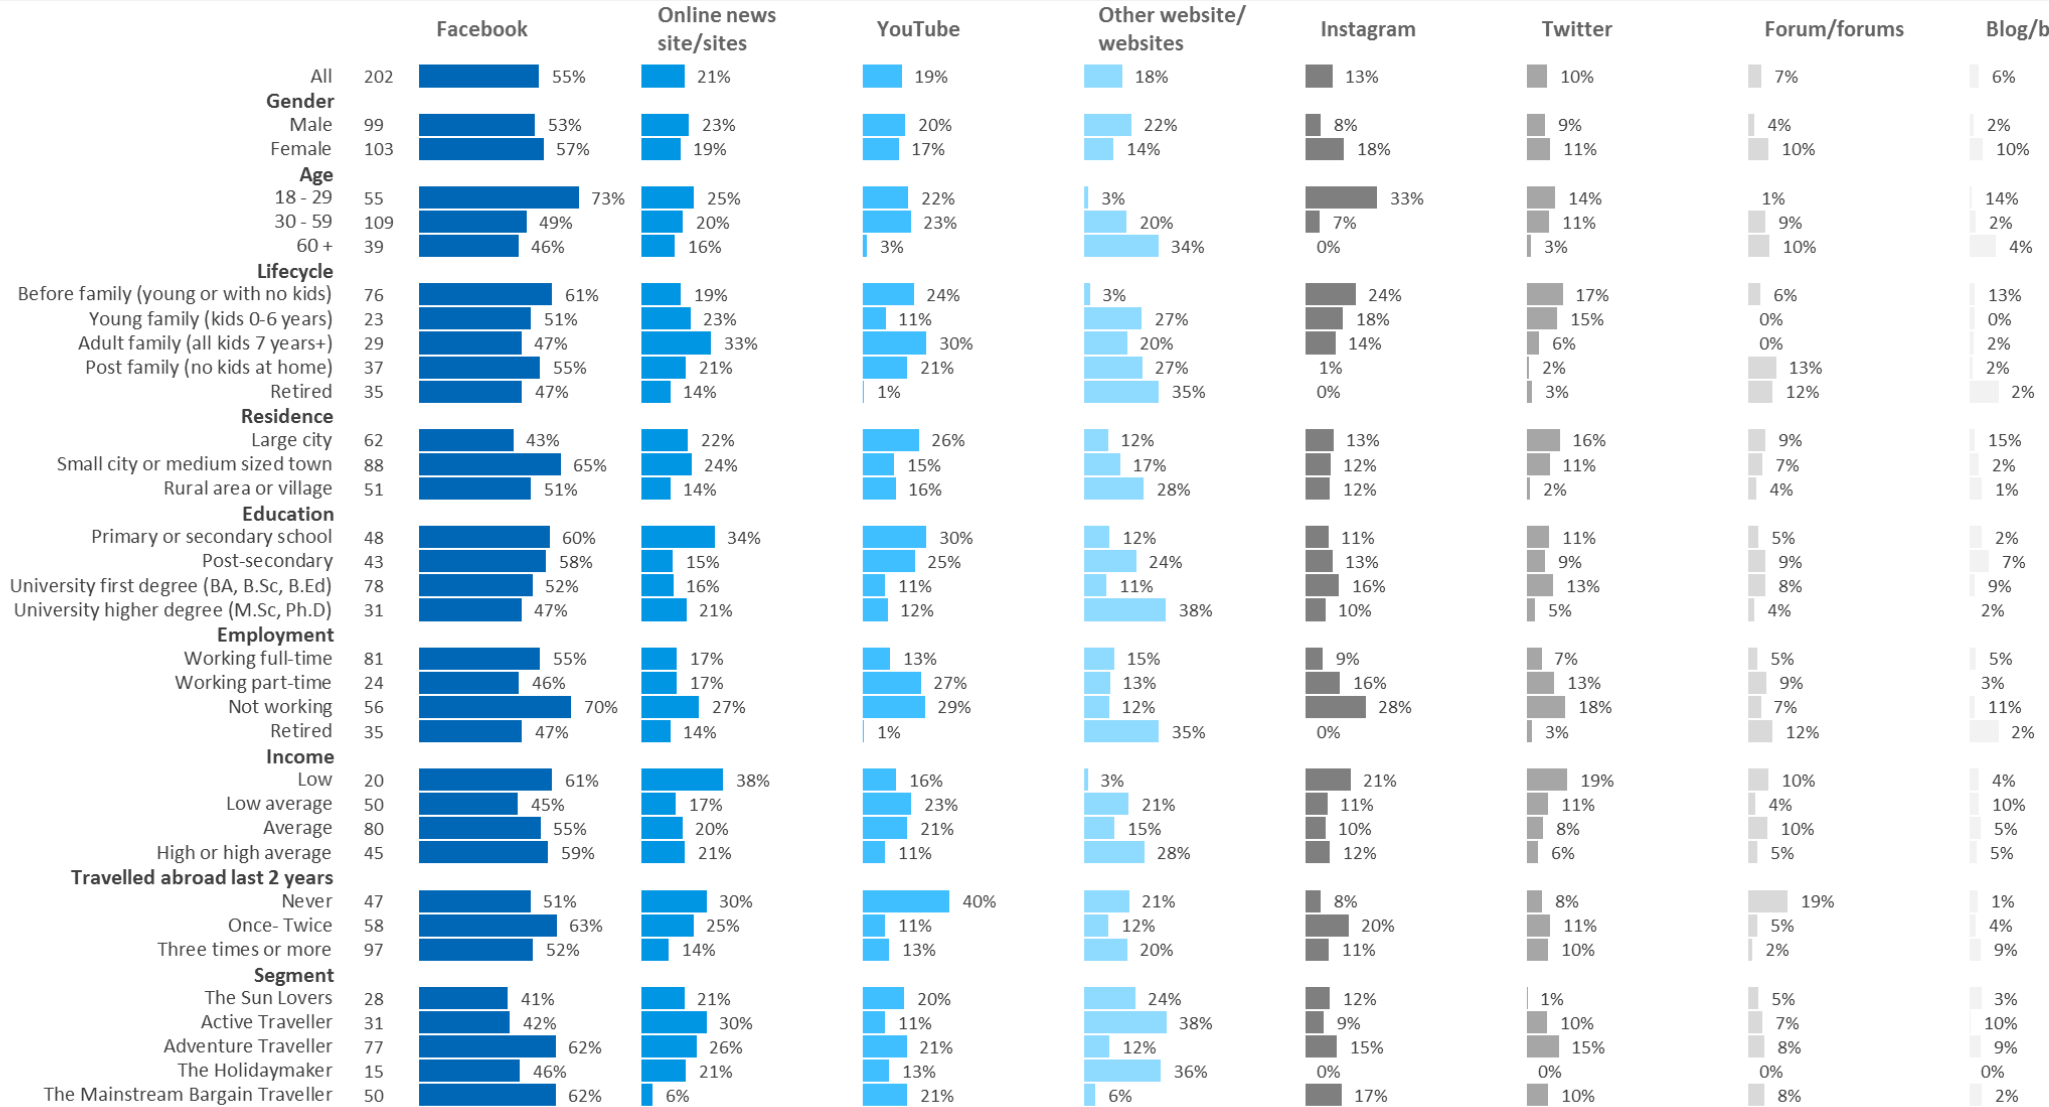 Facebook Online news site/sites YouTube Other website/ websites Instagram Twitter Forum/forums Blog/b
All 202 55% 21% 19% 18% 13% 10% 7% 6%
Gender
Male 99 53% 23% 20% 22% 8% 9% 4% 2%
Female 103 57% 19% 17% 14% 18% 11% 10% 10%
Age
18 - 29 55 73% 25% 22% 3% 33% 14% 1% 14%
30 - 59 109 49% 20% 23% 20% 7% 11% 9% 2%
60 + 39 46% 16% 3% 34% 0% 3% 10% 4%
Lifecycle
Before family (young or with no kids) 76 61% 19% 24% 3% 24% 17% 6% 13%
Young family (kids 0-6 years) 23 51% 23% 11% 27% 18% 15% 0% 0%
Adult family (all kids 7 years+) 29 47% 33% 30% 20% 14% 6% 0% 2%
Post family (no kids at home) 37 55% 21% 21% 27% 1% 2% 13% 2%
Retired 35 47% 14% 1% 35% 0% 3% 12% 2%
Residence
Large city 62 43% 22% 26% 12% 13% 16% 9% 15%
Small city or medium sized town 88 65% 24% 15% 17% 12% 11% 7% 2%
Rural area or village 51 51% 14% 16% 28% 12% 2% 4% 1%
Education
Primary or secondary school 48 60% 34% 30% 12% 11% 11% 5% 2%
Post-secondary 43 58% 15% 25% 24% 13% 9% 9% 7%
University first degree (BA, B.Sc, B.Ed) 78 52% 16% 11% 11% 16% 13% 8% 9%
University higher degree (M.Sc, Ph.D) 31 47% 21% 12% 38% 10% 5% 4% 2%
Employment
Working full-time 81 55% 17% 13% 15% 9% 7% 5% 5%
Working part-time 24 46% 17% 27% 13% 16% 13% 9% 3%
Not working 56 70% 27% 29% 12% 28% 18% 7% 11%
Retired 35 47% 14% 1% 35% 0% 3% 12% 2%
Income
Low 20 61% 38% 16% 3% 21% 19% 10% 4%
Low average 50 45% 17% 23% 21% 11% 11% 4% 10%
Average 80 55% 20% 21% 15% 10% 8% 10% 5%
High or high average 45 59% 21% 11% 28% 12% 6% 5% 5%
Travelled abroad last 2 years
Never 47 51% 30% 40% 21% 8% 8% 19% 1%
Once- Twice 58 63% 25% 11% 12% 20% 11% 5% 4%
Three times or more 97 52% 14% 13% 20% 11% 10% 2% 9%
Segment
The Sun Lovers 28 41% 21% 20% 24% 12% 1% 5% 3%
Active Traveller 31 42% 30% 11% 38% 9% 10% 7% 10%
Adventure Traveller 77 62% 26% 21% 12% 15% 15% 8% 9%
The Holidaymaker 15 46% 21% 13% 36% 0% 0% 0% 0%
The Mainstream Bargain Traveller 50 62% 6% 21% 6% 17% 10% 8% 2%